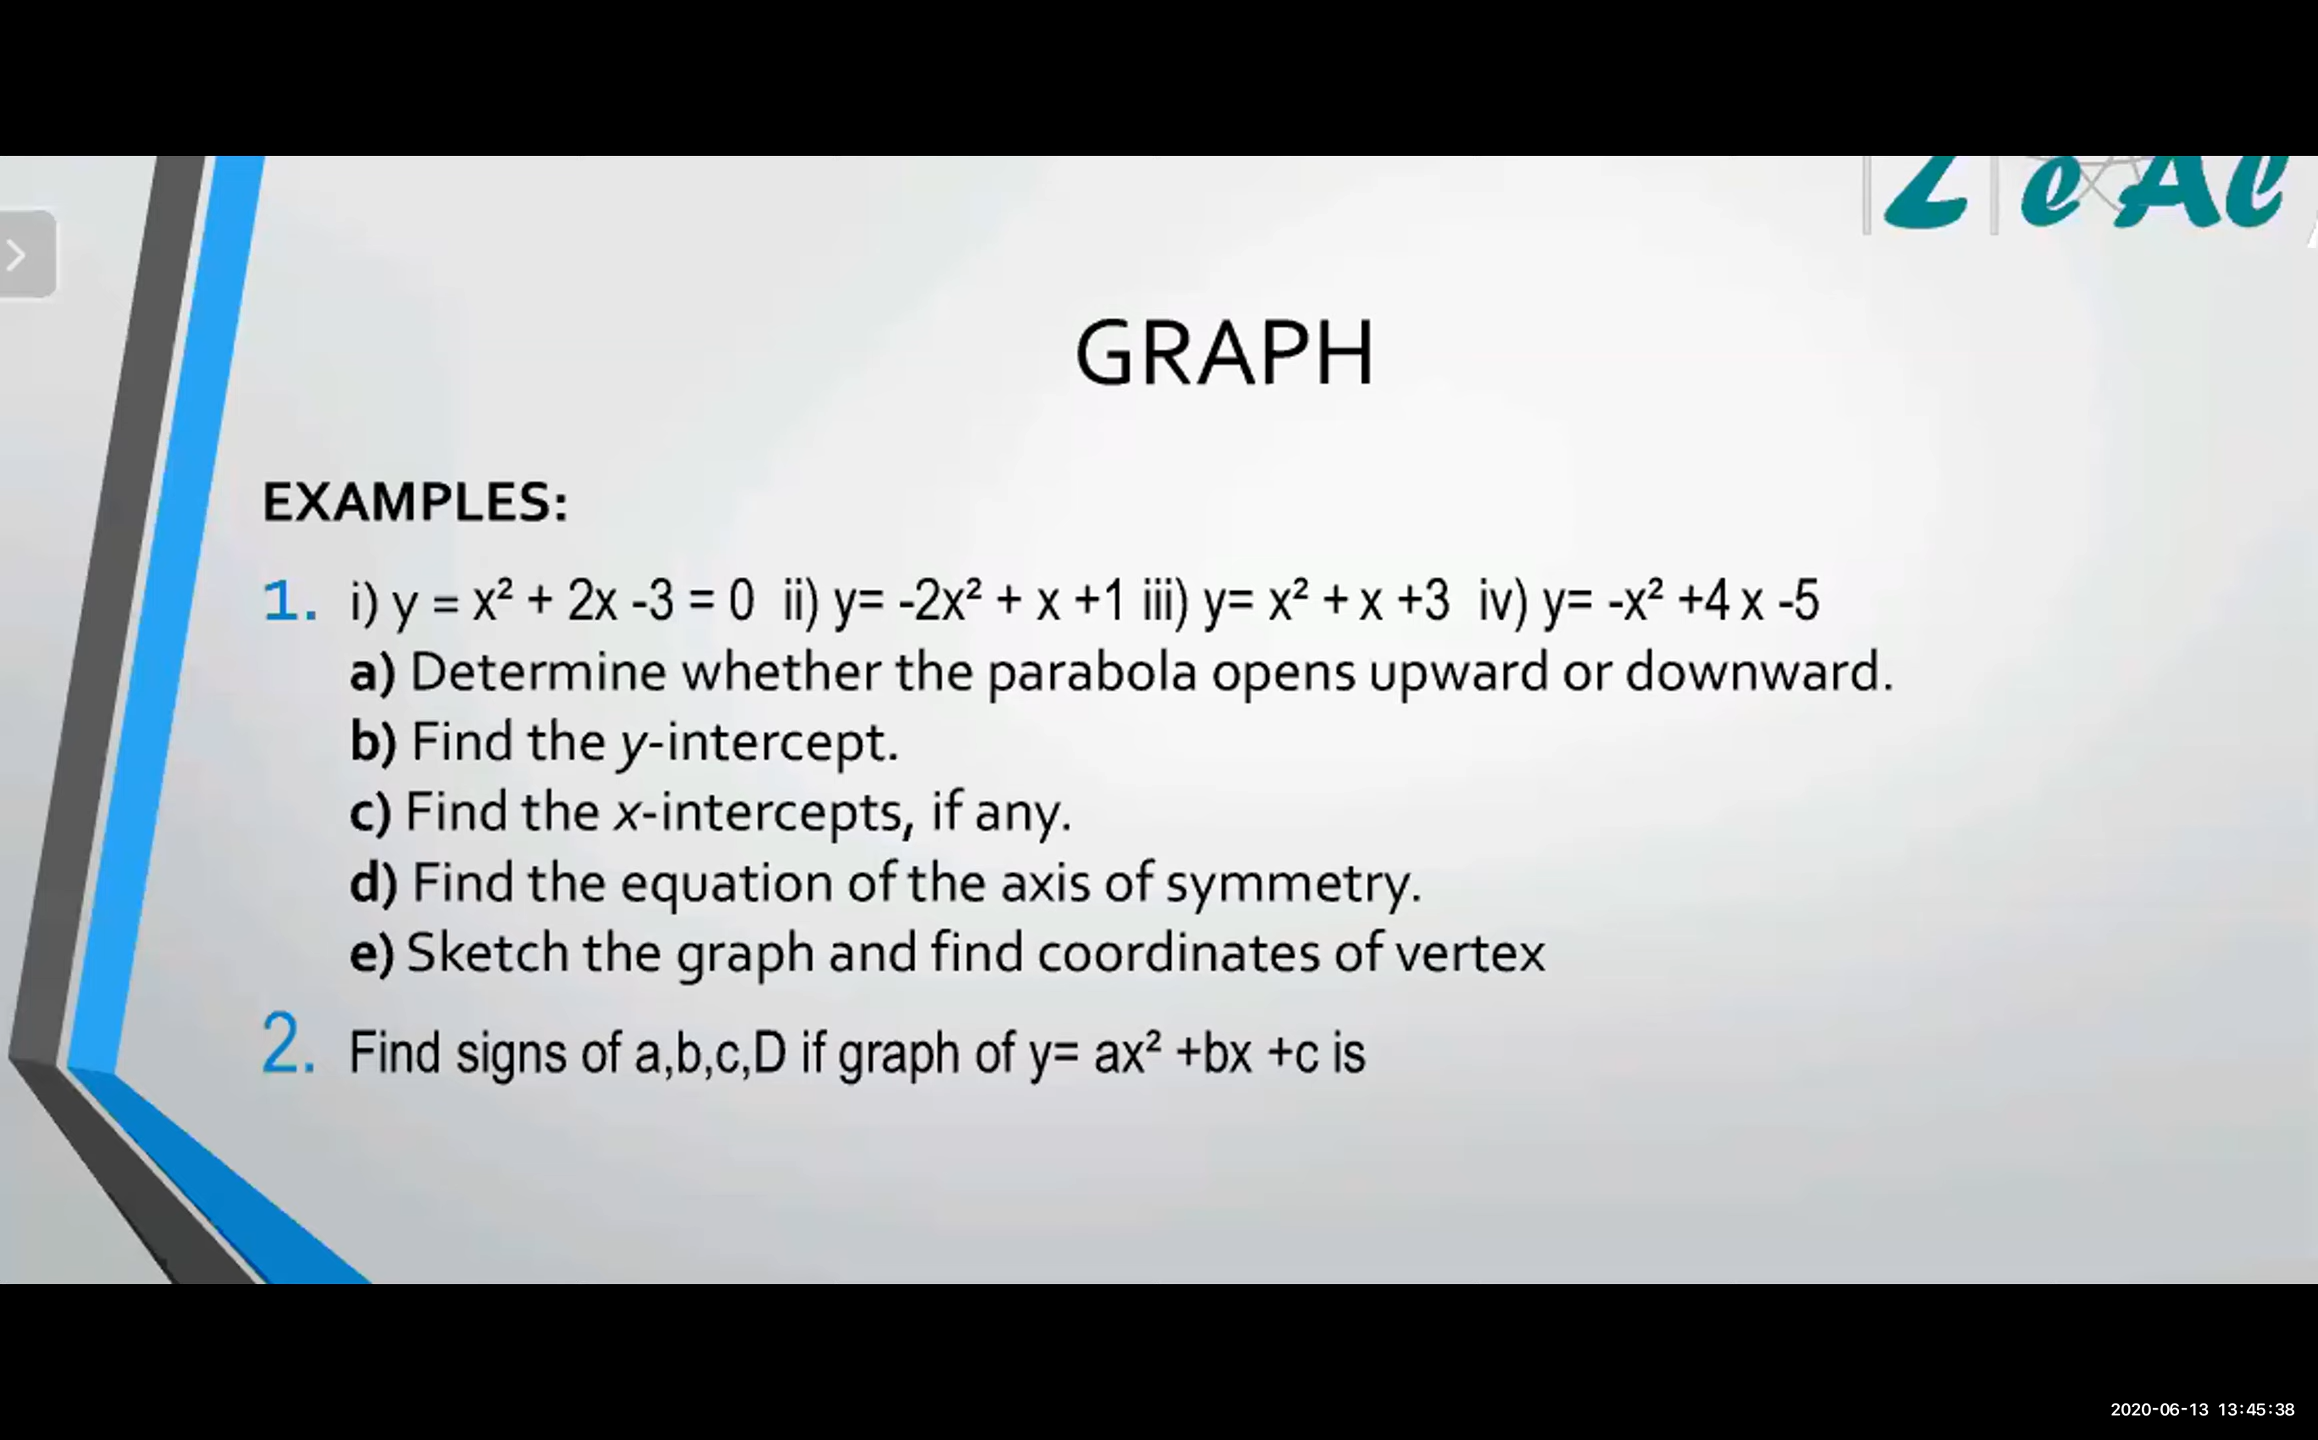 ZeAl
GRAPH
EXAMPLES:
1. i) y = x² + 2x -3 = 0 ii) y= -2x² + x +1 iii) y= x² + x +3 iv) y= -x² +4 x -5
a) Determine whether the parabola opens upward or downward.
b) Find the y-intercept.
c) Find the x-intercepts, if any.
d) Find the equation of the axis of symmetry.
e) Sketch the graph and find coordinates of vertex
2. Find signs of a,b,c,D if graph of y= ax² +bx +c is
2020-06-13 13:45:38